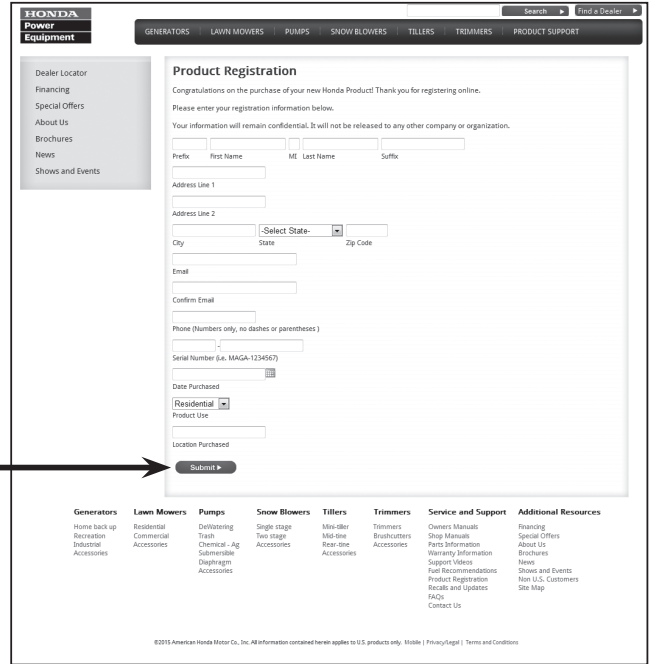 HONDA
Power
Equipment
Search
Find a Dealer
GENERATORS LAWN MOWERS PUMPS SNOW BLOWERS TILLERS TRIMMERS PRODUCT SUPPORT
Dealer Locator
Financing
Special Offers
About Us
Brochures
News
Shows and Events
Product Registration
Congratulations on the purchase of your new Honda Product! Thank you for registering online.
Please enter your registration information below.
Your information will remain confidential. It will not be released to any other company or organization.
Prefix First Name MI Last Name Suffix
Address Line 1
Address Line 2
-Select State-
City State Zip Code
Email
Confirm Email
Phone (Numbers only, no dashes or parentheses )
-
Serial Number (i.e. MAGA-1234567)
Date Purchased
Residential
Product Use
Location Purchased
Submit
Generators
Home back up
Recreation
Industrial
Accessories
Lawn Mowers
Residential
Commercial
Accessories
Pumps
DeWatering
Trash
Chemical - Ag
Submersible
Diaphragm
Accessories
Snow Blowers
Single stage
Two stage
Accessories
Tillers
Mini-tiller
Mid-tine
Rear-tine
Accessories
Trimmers
Trimmers
Brushcutters
Accessories
Service and Support
Owners Manuals
Shop Manuals
Parts Information
Warranty Information
Support Videos
Fuel Recommendations
Product Registration
Recalls and Updates
FAQs
Contact Us
Additional Resources
Financing
Special Offers
About Us
Brochures
News
Shows and Events
Non U.S. Customers
Site Map
©2015 American Honda Motor Co., Inc. All information contained herein applies to U.S. products only. Mobile | Privacy/Legal | Terms and Conditions